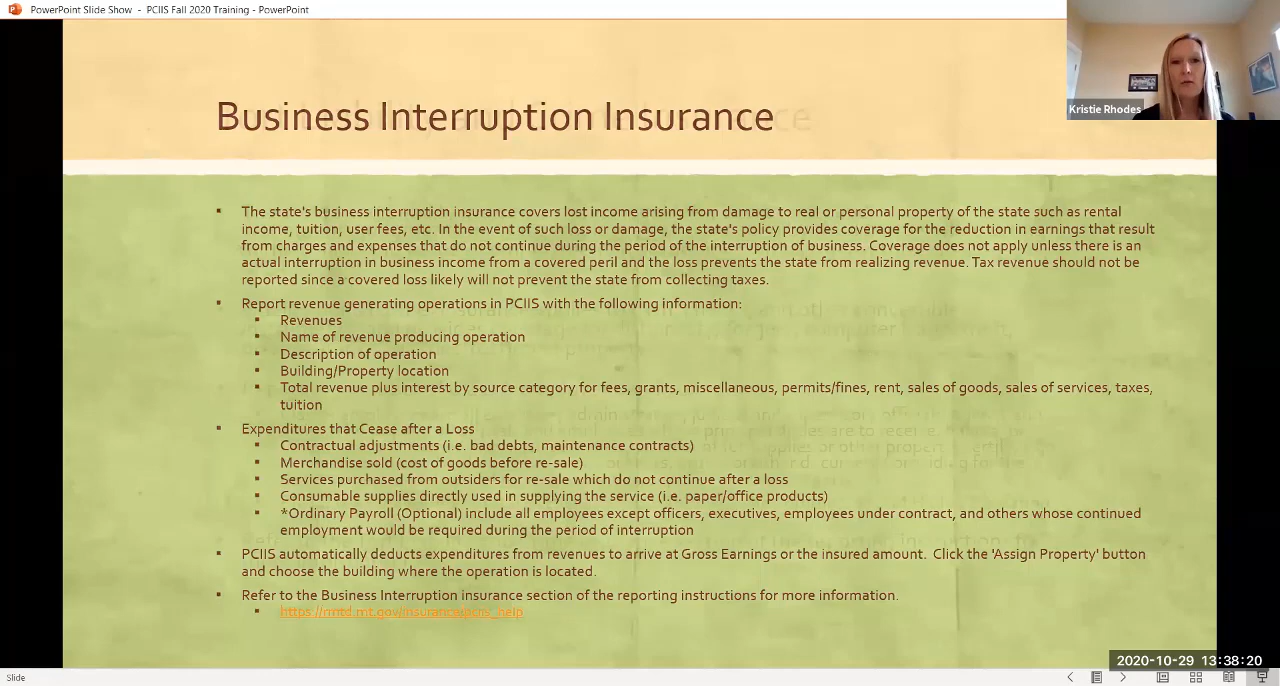 PowerPoint Slide Show - PCIIS Fall 2020 Training - PowerPoint
Kristie Rhodes
Business Interruption Insurance
▪ The state's business interruption insurance covers lost income arising from damage to real or personal property of the state such as rental
income, tuition, user fees, etc. In the event of such loss or damage, the state's policy provides coverage for the reduction in earnings that result
from charges and expenses that do not continue during the period of the interruption of business. Coverage does not apply unless there is an
actual interruption in business income from a covered peril and the loss prevents the state from realizing revenue. Tax revenue should not be
reported since a covered loss likely will not prevent the state from collecting taxes.
▪ Report revenue generating operations in PCIIS with the following information:
▪ Revenues
▪ Name of revenue producing operation
▪ Description of operation
▪ Building/Property location
▪ Total revenue plus interest by source category for fees, grants, miscellaneous, permits/fines, rent, sales of goods, sales of services, taxes,
tuition
▪ Expenditures that Cease after a Loss
▪ Contractual adjustments (i.e. bad debts, maintenance contracts)
▪ Merchandise sold (cost of goods before re-sale)
▪ Services purchased from outsiders for re-sale which do not continue after a loss
▪ Consumable supplies directly used in supplying the service (i.e. paper/office products)
▪ *Ordinary Payroll (Optional) include all employees except officers, executives, employees under contract, and others whose continued
employment would be required during the period of interruption
▪ PCIIS automatically deducts expenditures from revenues to arrive at Gross Earnings or the insured amount. Click the 'Assign Property' button
and choose the building where the operation is located.
▪ Refer to the Business Interruption insurance section of the reporting instructions for more information.
▪ https://rmtd.mt.gov/insurance/pciis_help
2020-10-29 13:38:20
Slide